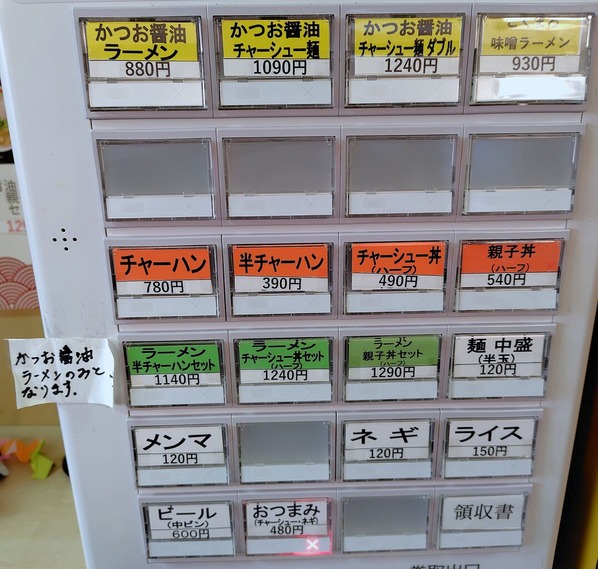 かつお醤油
ラーメン
880円
かつお醤油
チャーシュー麺
1090円
かつお醤油
チャーシュー麺 ダブル
1240円
味噌ラーメン
930円
チャーハン
780円
半チャーハン
390円
チャーシュー丼
(ハーフ)
490円
親子丼
(ハーフ)
540円
かつお醤油
ラーメンのみと
なります。
ラーメン
半チャーハンセット
1140円
ラーメン
チャーシュー丼セット
(ハーフ)
1240円
ラーメン
親子丼セット
(ハーフ)
1290円
麺 中盛
(半玉)
120円
メンマ
120円
ネギ
120円
ライス
150円
ビール
(中ビン)
600円
おつまみ
(チャーシュー・ネギ)
480円
領収書